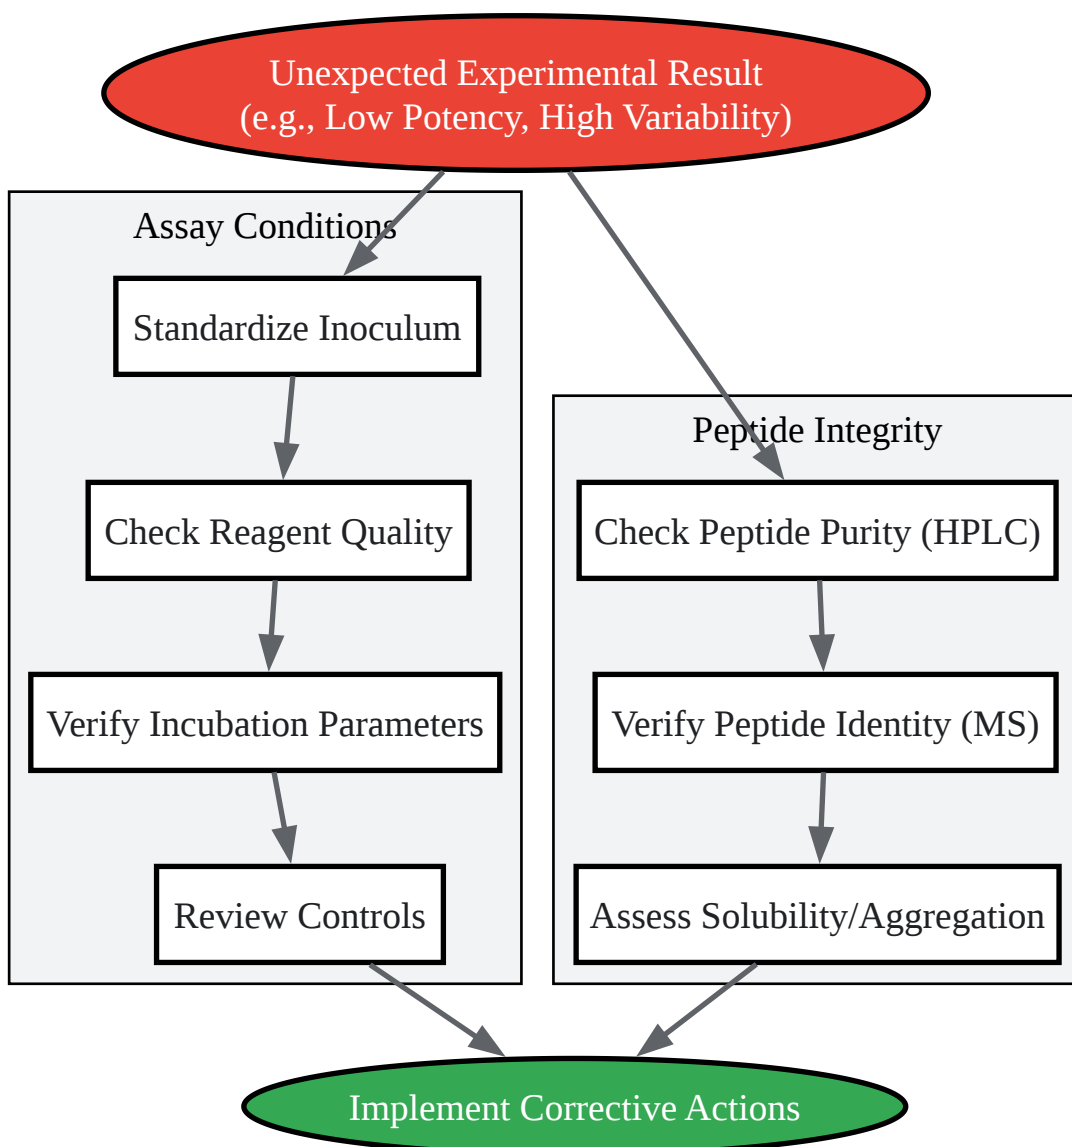 Unexpected Experimental Result
(e.g., Low Potency, High Variability)
Assay Conditions
Standardize Inoculum
Check Reagent Quality
Verify Incubation Parameters
Review Controls
Peptide Integrity
Check Peptide Purity (HPLC)
Verify Peptide Identity (MS)
Assess Solubility/Aggregation
Implement Corrective Actions